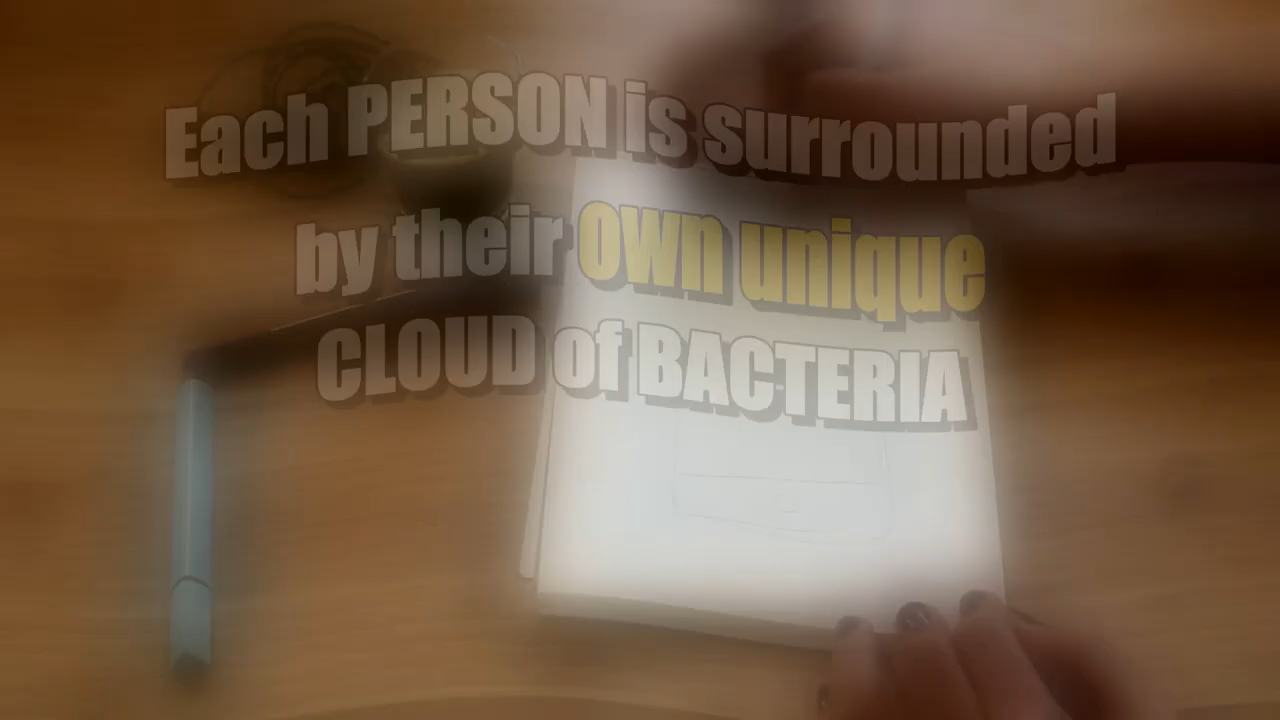 Each PERSON is surrounded
by their own unique
CLOUD of BACTERIA